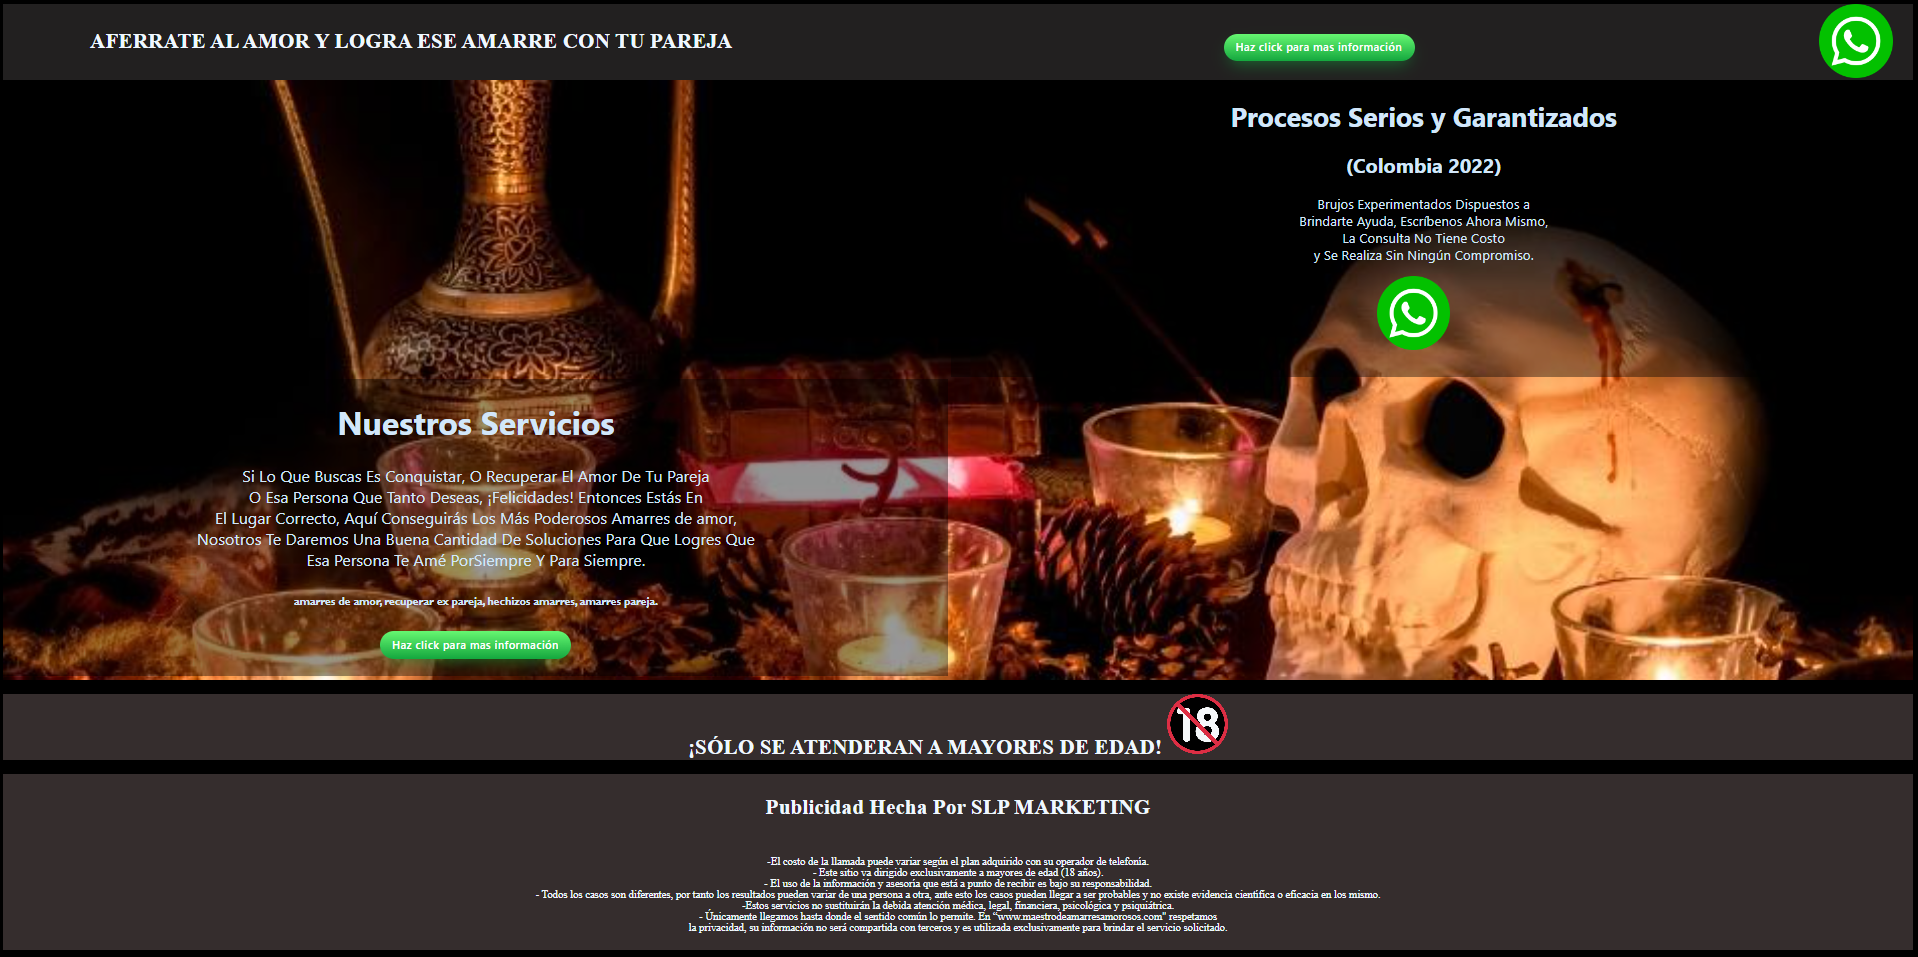 AFERRATE AL AMOR Y LOGRA ESE AMARRE CON TU PAREJA
Haz click para mas información
Procesos Serios y Garantizados
(Colombia 2022)
Brujos Experimentados Dispuestos a
Brindarte Ayuda, Escríbenos Ahora Mismo,
La Consulta No Tiene Costo
y Se Realiza Sin Ningún Compromiso.
Nuestros Servicios
Si Lo Que Buscas Es Conquistar, O Recuperar El Amor De Tu Pareja
O Esa Persona Que Tanto Deseas, ¡Felicidades! Entonces Estás En
El Lugar Correcto, Aquí Conseguirás Los Más Poderosos Amarres de amor,
Nosotros Te Daremos Una Buena Cantidad De Soluciones Para Que Logres Que
Esa Persona Te Amé PorSiempre Y Para Siempre.
amarres de amor, recuperar ex pareja, hechizos amarres, amarres pareja.
Haz click para mas información
¡SÓLO SE ATENDERAN A MAYORES DE EDAD! 18
Publicidad Hecha Por SLP MARKETING
-El costo de la llamada puede variar según el plan adquirido con su operador de telefonía.
- Este sitio va dirigido exclusivamente a mayores de edad (18 años).
- El uso de la información y asesoría que está a punto de recibir es bajo su responsabilidad.
- Todos los casos son diferentes, por tanto los resultados pueden variar de una persona a otra, ante esto los casos pueden llegar a ser probables y no existe evidencia cientifica o eficacia en los mismo.
-Estos servicios no sustituirán la debida atención médica, legal, financiera, psicológica y psiquiátrica.
- Únicamente llegamos hasta donde el sentido común lo permite. En "www.maestrodeamarresamorosos.com" respetamos
la privacidad, su información no será compartida con terceros y es utilizada exclusivamente para brindar el servicio solicitado.